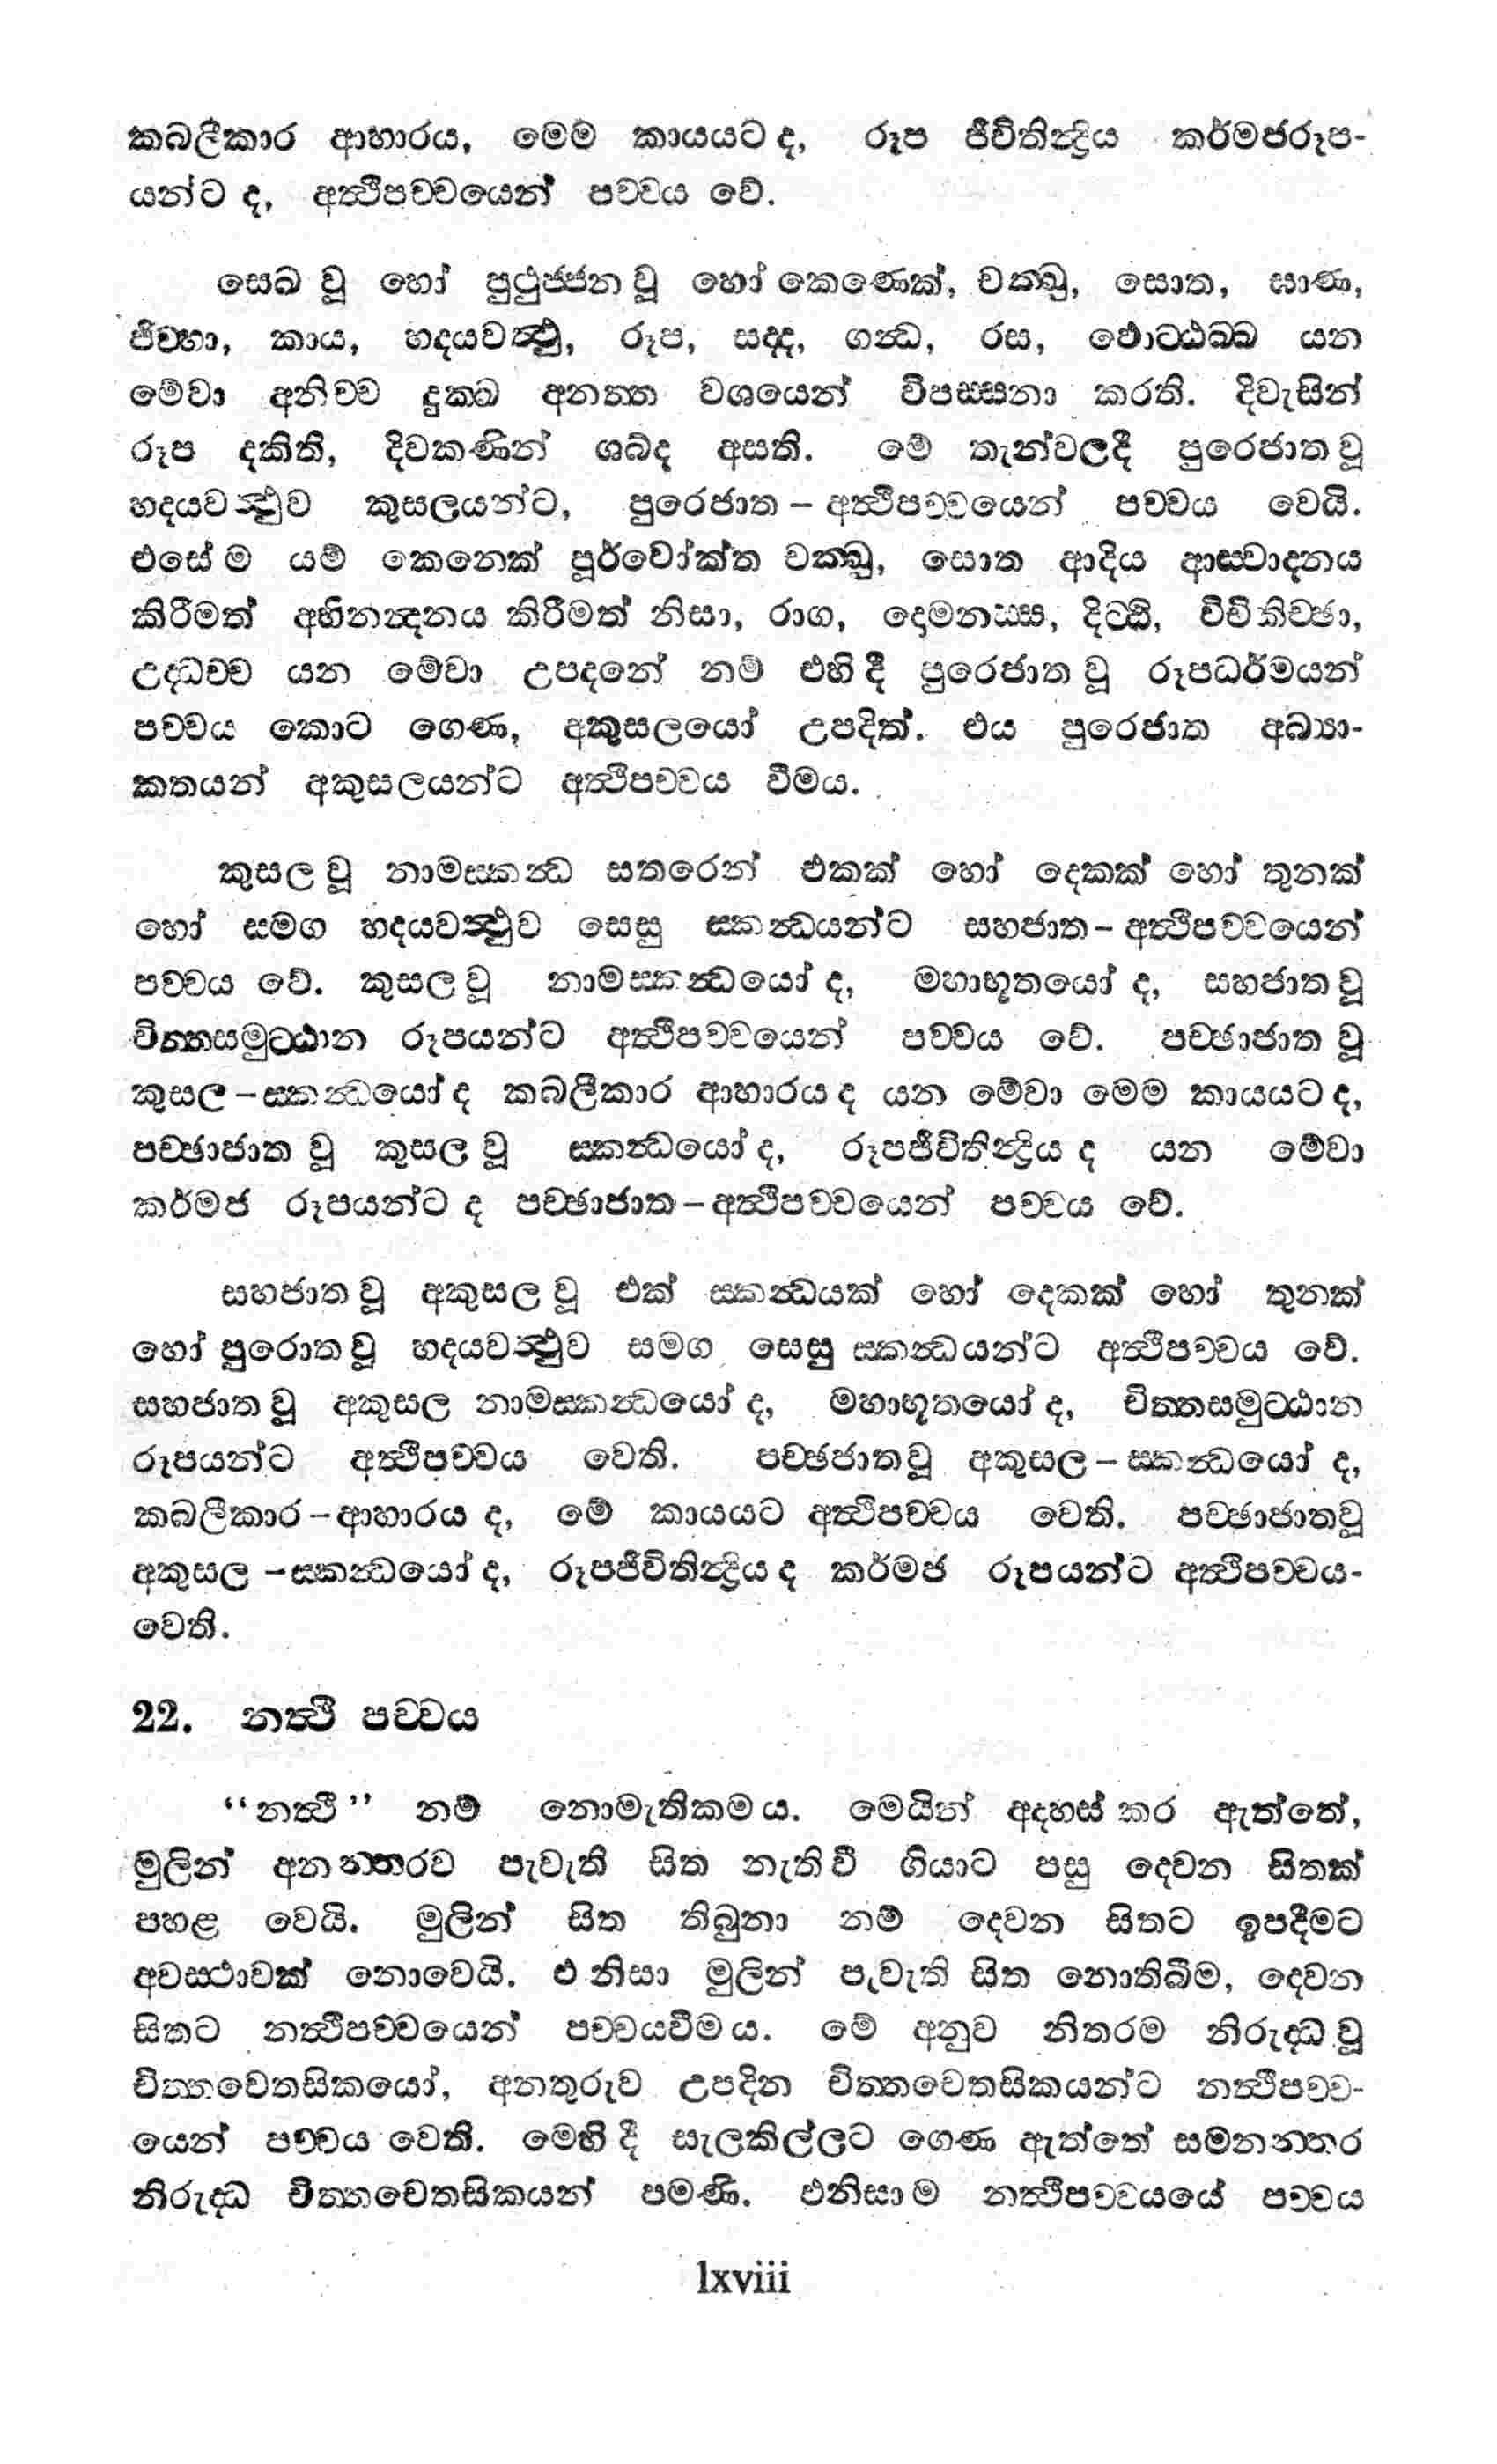 කබලීකාර ආහාරය, මෙම කායයට ද, රූප ජීවිතින්ද්‍රිය කර්මජරූප-
යන්ට ද, අත්‍ථිපච්චයෙන් පච්චය වේ.
සෙඛ වූ හෝ පුථුජ්ජන වූ හෝ කෙණෙක්, චක්ඛු, සොත, ඝාණ,
ජිව්හා, කාය, හදයවත්‍ථු, රූප, සද්ද, ගන්‍ධ, රස, ඵොට්ඨබ්බ යන
මේවා අනිච්ච දුක්ඛ අනත්ත වශයෙන් විපස්සනා කරති. දිවැසින්
රූප දකිති, දිවකණින් ශබ්ද අසති. මේ තැන්වලදී පුරෙජාත වූ
හදයවත්‍ථුව කුසලයන්ට, පුරෙජාත – අත්‍ථිපච්චයෙන් පච්චය වෙයි.
එසේ ම යම් කෙනෙක් පූර්වෝක්ත චක්ඛු, සොත ආදිය ආස්වාදනය
කිරීමත් අභිනන්‍දනය කිරීමත් නිසා, රාග, දොමනස්ස, දිට්ඨි, විචිකිච්ඡා,
උද්ධච්ච යන මේවා උපදනේ නම් එහි දී පුරෙජාත වූ රූපධර්මයන්
පච්චය කොට ගෙණ, අකුසලයෝ උපදිත්. එය පුරෙජාත අබ්‍යා-
කතයන් අකුසලයන්ට අත්‍ථිපච්චය වීමය.
කුසල වූ නාමස්කන්‍ධ සතරෙන් එකක් හෝ දෙකක් හෝ තුනක්
හෝ සමග හදයවත්‍ථුව සෙසු ස්කන්‍ධයන්ට සහජාත – අත්‍ථිපච්චයෙන්
පච්චය වේ. කුසල වූ නාමස්කන්‍ධයෝ ද, මහාභූතයෝ ද, සහජාත වූ
චිත්තසමුට්ඨාන රූපයන්ට අත්‍ථිපච්චයෙන් පච්චය වේ. පච්ඡාජාත වූ
කුසල – ස්කන්‍ධයෝ ද කබලීකාර ආහාරය ද යන මේවා මෙම කායයට ද,
පච්ඡාජාත වූ කුසල වූ ස්කන්‍ධයෝ ද, රූපජීවිතින්ද්‍රිය ද යන මේවා
කර්මජ රූපයන්ට ද පච්ඡාජාත – අත්‍ථිපච්චයෙන් පච්චය වේ.
සහජාත වූ අකුසල වූ එක් ස්කන්‍ධයක් හෝ දෙකක් හෝ තුනක්
හෝ පුරොත වූ හදයවත්‍ථුව සමග සෙසු ස්කන්‍ධයන්ට අත්‍ථිපච්චය වේ.
සහජාත වූ අකුසල නාමස්කන්‍ධයෝ ද, මහාභූතයෝ ද, චිත්තසමුට්ඨාන
රූපයන්ට අත්‍ථිපච්චය වෙති. පච්ඡජාතවූ අකුසල – ස්කන්‍ධයෝ ද,
කබලීකාර – ආහාරය ද, මේ කායයට අත්‍ථිපච්චය වෙති. පච්ඡාජාතවූ
අකුසල – ස්කන්‍ධයෝ ද, රූපජීවිතින්ද්‍රිය ද කර්මජ රූපයන්ට අත්‍ථිපච්චය-
වෙති.
22. නත්‍ථි පච්චය
“නත්‍ථි” නම් නොමැතිකම ය. මෙයින් අදහස් කර ඇත්තේ,
මුලින් අනන්තරව පැවැති සිත නැති වී ගියාට පසු දෙවන සිතක්
පහළ වෙයි. මුලින් සිත තිබුනා නම් දෙවන සිතට ඉපදීමට
අවස්ථාවක් නොවෙයි. එ නිසා මුලින් පැවැති සිත නොතිබීම, දෙවන
සිතට නත්‍ථිපච්චයෙන් පච්චයවීම ය. මේ අනුව නිතරම නිරුද්ධ වූ
චිත්තචෙතසිකයෝ, අනතුරුව උපදින චිත්තචෙතසිකයන්ට නත්‍ථිපච්ච-
යෙන් පච්චය වෙති. මෙහි දී සැලකිල්ලට ගෙණ ඇත්තේ සමනන්තර
නිරුද්ධ චිත්තචෙතසිකයන් පමණි. එනිසා ම නත්‍ථිපච්චයයේ පච්චය
lxviii